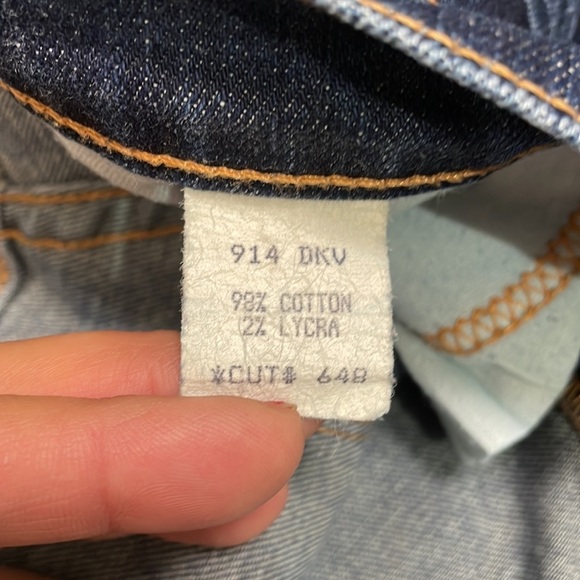 914 DKV
98% COTTON
2% LYCRA
*CUT# 648